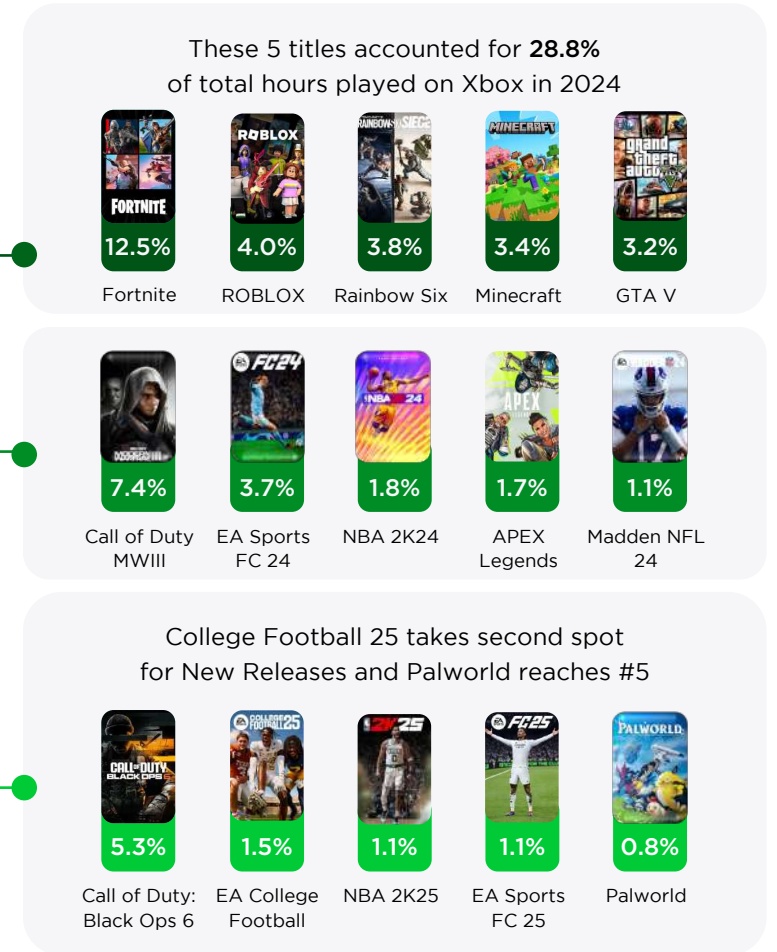 These 5 titles accounted for 28.8%
of total hours played on Xbox in 2024
FORTNITE
ROBLOX
RAINBOW SIX SIEGE
MINECRAFT
grand
theft
auto
V
12.5%
4.0%
3.8%
3.4%
3.2%
Fortnite
ROBLOX
Rainbow Six
Minecraft
GTA V
FC24
NBA 24
APEX
7.4%
3.7%
1.8%
1.7%
1.1%
Call of Duty
MWIII
EA Sports
FC 24
NBA 2K24
APEX
Legends
Madden NFL
24
College Football 25 takes second spot
for New Releases and Palworld reaches #5
CALL OF DUTY
BLACK OPS
COLLEGE
FOOTBALL 25
2K25
FC25
PALWORLD
5.3%
1.5%
1.1%
1.1%
0.8%
Call of Duty:
Black Ops 6
EA College
Football
NBA 2K25
EA Sports
FC 25
Palworld